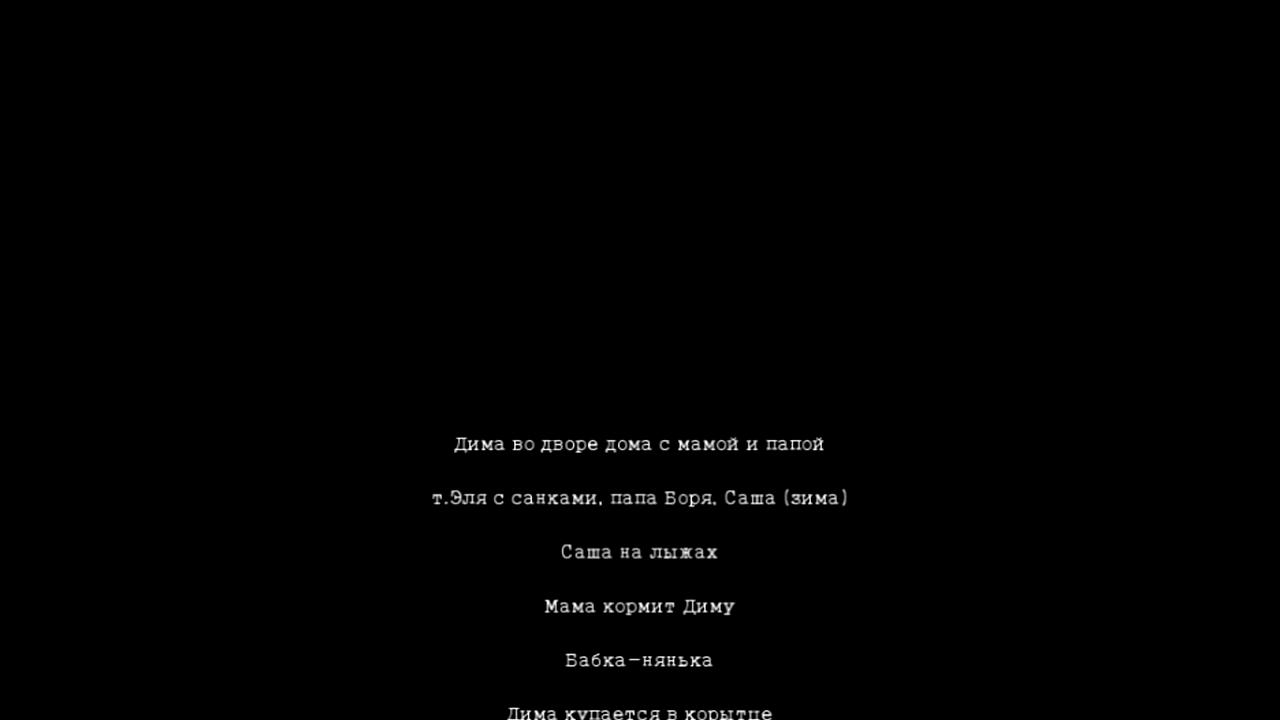 Дима во дворе дома с мамой и папой
т.Эля с санками, папа Боря, Саша (зима)
Саша на лыжах
Мама кормит Диму
Бабка-нянька
Дима купается в корытце